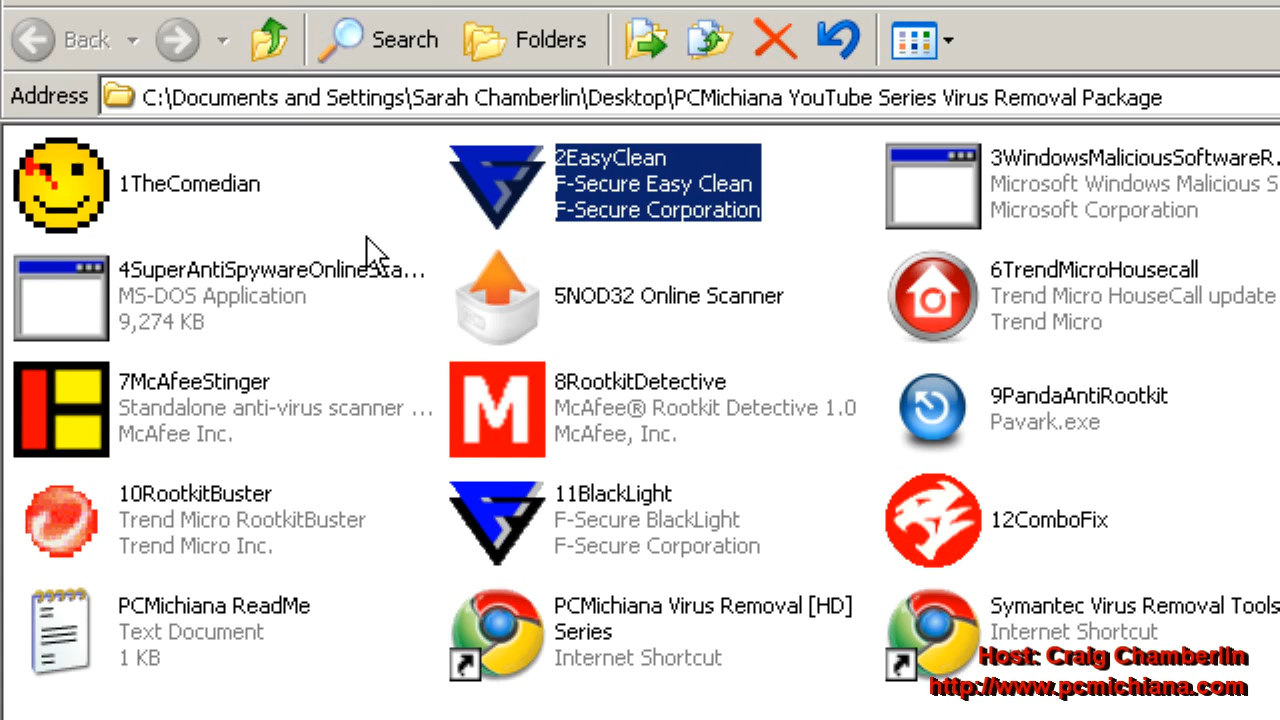 Back
Search
Folders
Address
C:\Documents and Settings\Sarah Chamberlin\Desktop\PCMichiana YouTube Series Virus Removal Package
1TheComedian
2EasyClean
F-Secure Easy Clean
F-Secure Corporation
3WindowsMaliciousSoftwareR...
Microsoft Windows Malicious S
Microsoft Corporation
4SuperAntiSpywareOnlineSca...
MS-DOS Application
9,274 KB
5NOD32 Online Scanner
6TrendMicroHousecall
Trend Micro HouseCall update
Trend Micro
7McAfeeStinger
Standalone anti-virus scanner ...
McAfee Inc.
M
8RootkitDetective
McAfee® Rootkit Detective 1.0
McAfee, Inc.
9PandaAntiRootkit
Pavark.exe
10RootkitBuster
Trend Micro RootkitBuster
Trend Micro Inc.
11BlackLight
F-Secure BlackLight
F-Secure Corporation
12ComboFix
PCMichiana ReadMe
Text Document
1 KB
PCMichiana Virus Removal [HD]
Series
Internet Shortcut
Symantec Virus Removal Tools
Internet Shortcut
Host: Craig Chamberlin
http://www.pcmichiana.com